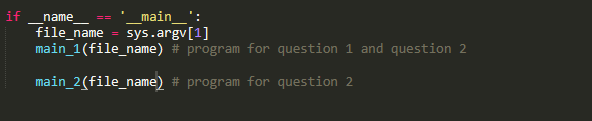 if __name__ == '__main__':
    file_name = sys.argv[1]
    main_1(file_name) # program for question 1 and question 2
    main_2(file_name) # program for question 2